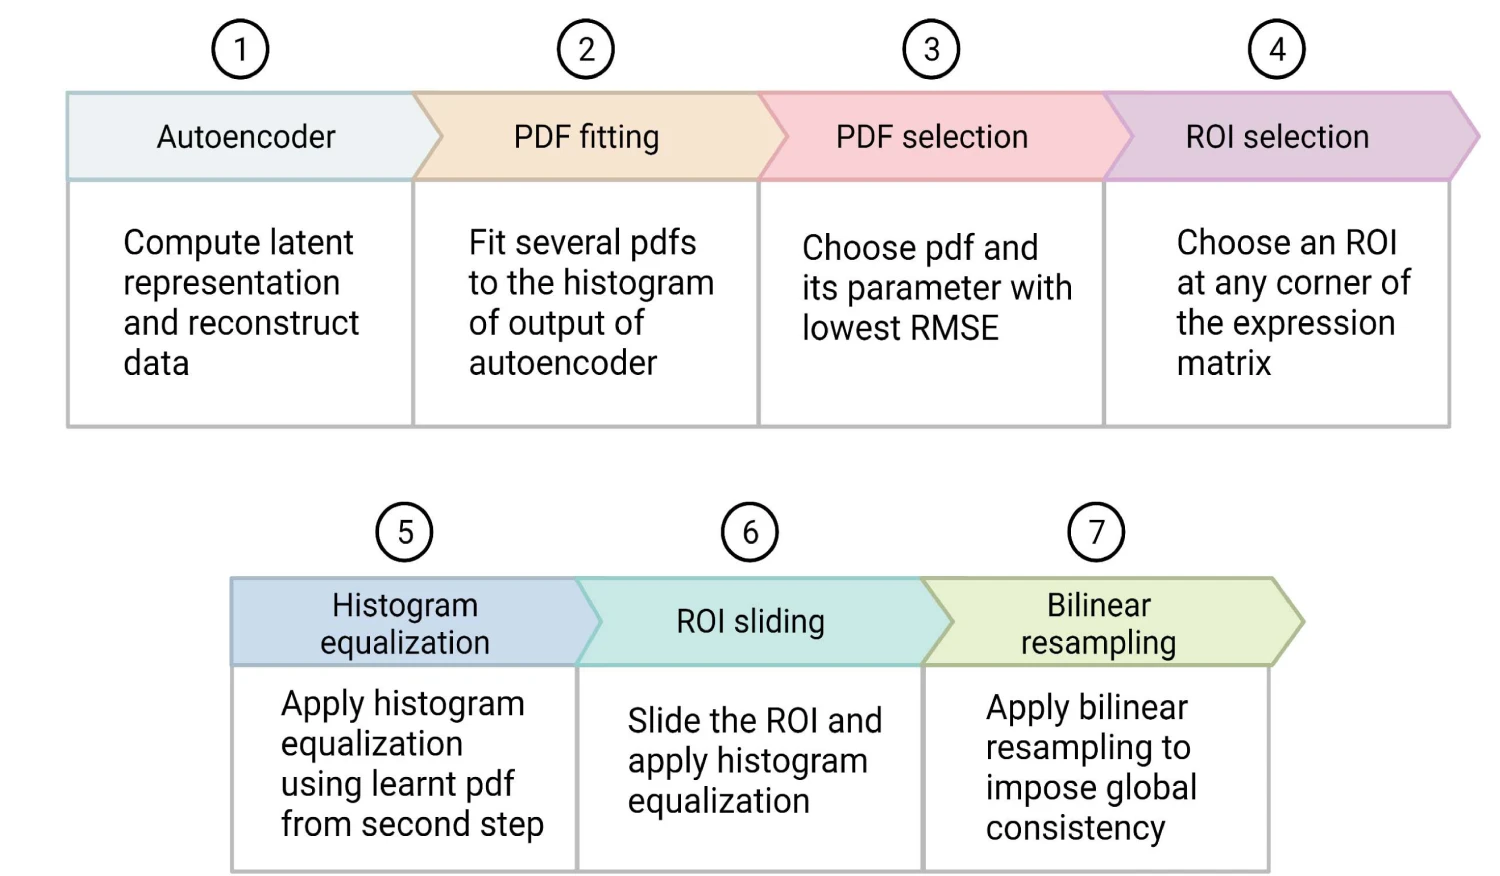 1
2
3
4
Autoencoder
PDF fitting
PDF selection
ROI selection
Compute latent
representation
and reconstruct
data
Fit several pdfs
to the histogram
of output of
autoencoder
Choose pdf and
its parameter with
lowest RMSE
Choose an ROI
at any corner of
the expression
matrix
5
6
7
Histogram
equalization
ROI sliding
Bilinear
resampling
Apply histogram
equalization
using learnt pdf
from second step
Slide the ROI and
apply histogram
equalization
Apply bilinear
resampling to
impose global
consistency